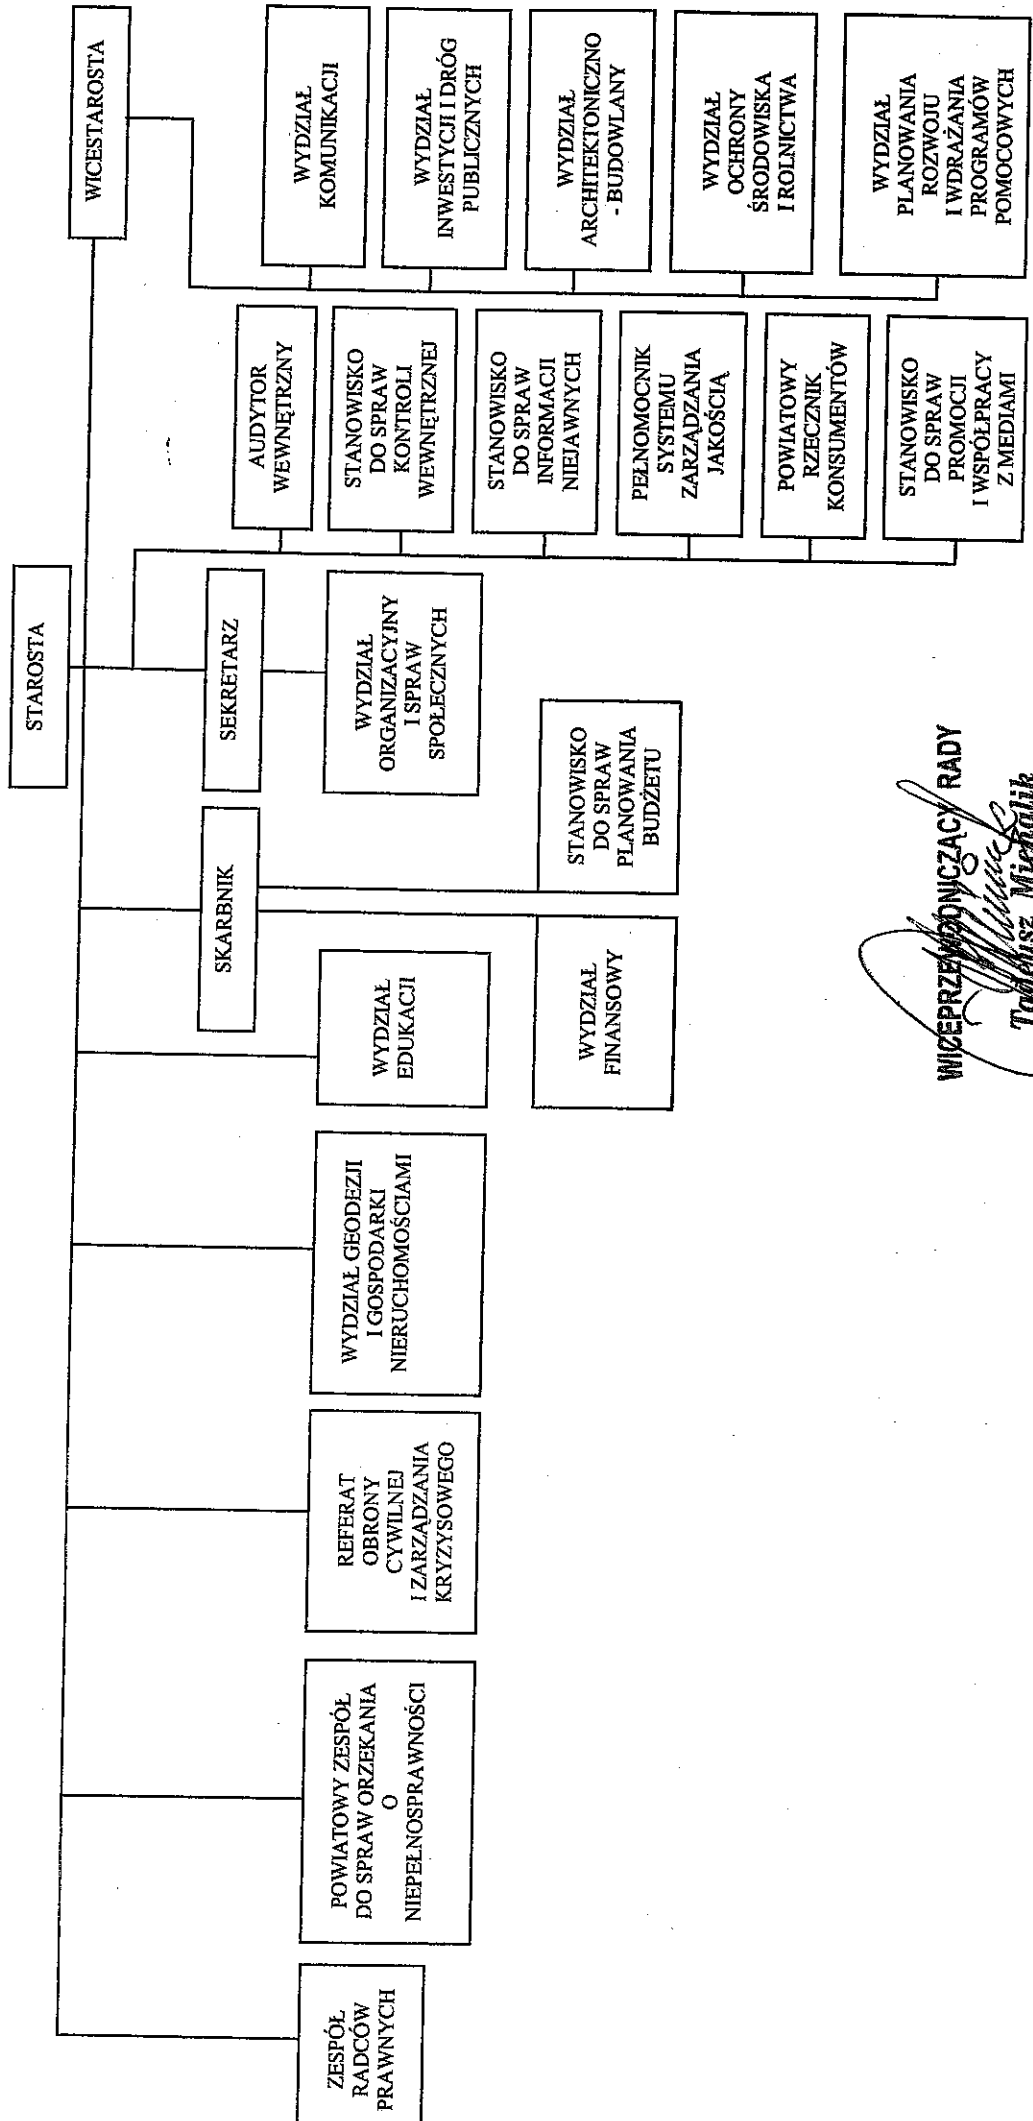 STAROSTA
WICESTAROSTA
SKARBNIK
SEKRETARZ
ZESPÓŁ
RADCÓW
PRAWNYCH
POWIATOWY ZESPÓŁ
DO SPRAW ORZEKANIA
O
NIEPEŁNOSPRAWNOŚCI
REFERAT
OBRONY
CYWILNEJ
I ZARZĄDZANIA
KRYZYSOWEGO
WYDZIAŁ GEODEZJI
I GOSPODARKI
NIERUCHOMOŚCIAMI
WYDZIAŁ
EDUKACJI
WYDZIAŁ
FINANSOWY
STANOWISKO
DO SPRAW
PLANOWANIA
BUDŻETU
WYDZIAŁ
ORGANIZACYJNY
I SPRAW
SPOŁECZNYCH
AUDYTOR
WEWNĘTRZNY
STANOWISKO
DO SPRAW
KONTROLI
WEWNĘTRZNEJ
STANOWISKO
DO SPRAW
INFORMACJI
NIEJAWNYCH
PEŁNOMOCNIK
SYSTEMU
ZARZĄDZANIA
JAKOŚCIĄ
POWIATOWY
RZECZNIK
KONSUMENTÓW
STANOWISKO
DO SPRAW
PROMOCJI
I WSPÓŁPRACY
Z MEDIAMI
WYDZIAŁ
KOMUNIKACJI
WYDZIAŁ
INWESTYCJI I DRÓG
PUBLICZNYCH
WYDZIAŁ
ARCHITEKTONICZNO
- BUDOWLANY
WYDZIAŁ
OCHRONY
ŚRODOWISKA
I ROLNICTWA
WYDZIAŁ
PLANOWANIA
ROZWOJU
I WDRAŻANIA
PROGRAMÓW
POMOCOWYCH
WICEPRZEWODNICZĄCY RADY
Tadeusz Michalik